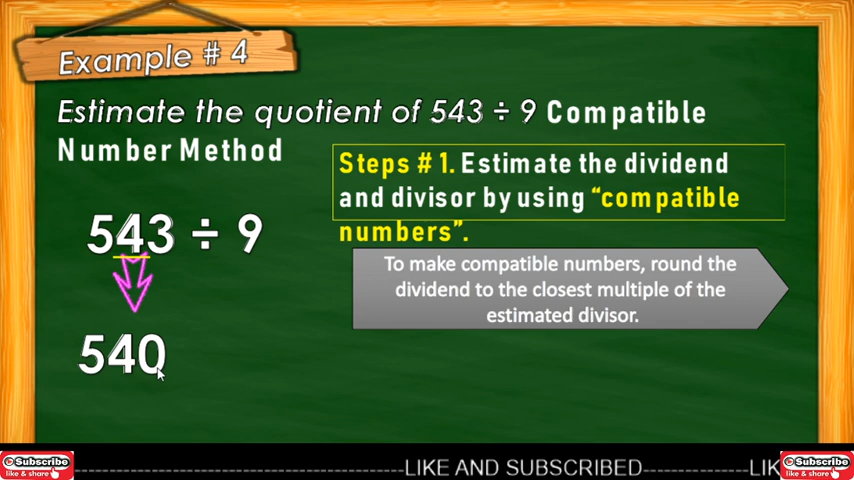 Example # 4
Estimate the quotient of 543 ÷ 9 Compatible
Number Method
Steps # 1. Estimate the dividend
and divisor by using “compatible
numbers”.
543 ÷ 9
To make compatible numbers, round the
dividend to the closest multiple of the
estimated divisor.
540
Subscribe
like & share
-----------------------------------------LIKE AND SUBSCRIBED-------------LIK
Subscribe
like & share